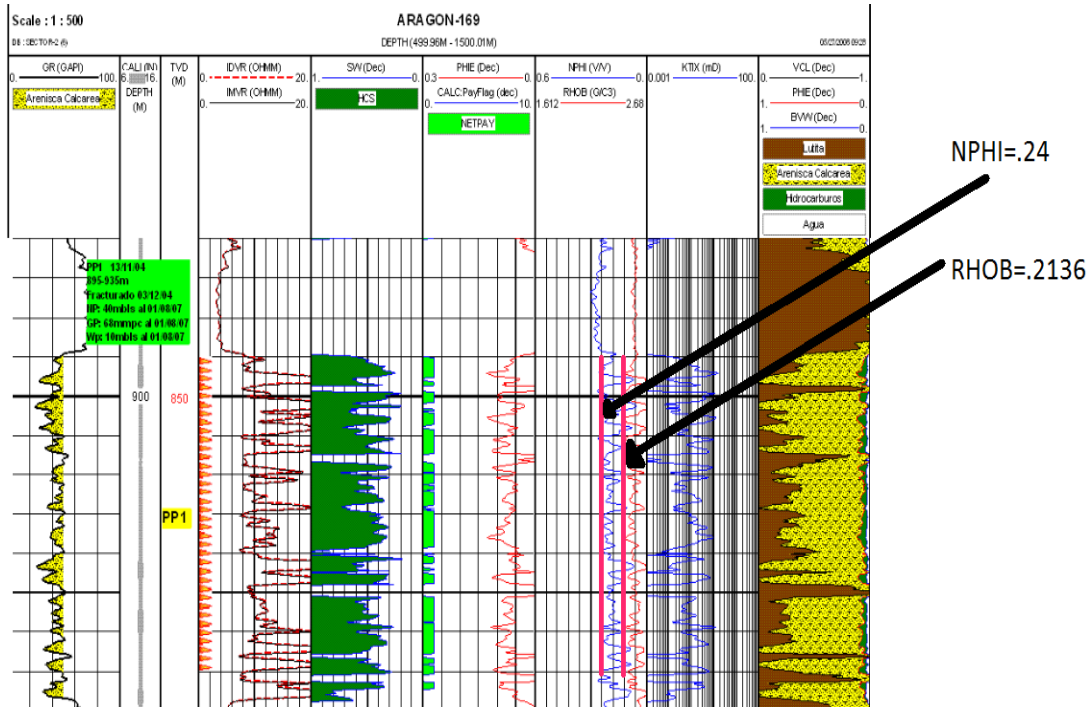 Scale : 1 : 500
ARAGON-169
DB : SECTOR-2 (6)
DEPTH (499.96M - 1500.01M)
GR (GAPI)
0. 100.
Arenisca Calcarea
CALI (IN)
6. 16.
DEPTH
(M)
TVD
(M)
IDVR (OHMM)
0. 20.
IMVR (OHMM)
0. 20.
SW (Dec)
1. 0.
HCS
PHIE (Dec)
0.3 0.
CALC:PayFlag (dec)
0. 10.
NETPAY
NPHI (V/V)
0.6 0.
RHOB (G/C3)
1.612 2.68
KTIX (mD)
0.001 100.
VCL (Dec)
0. 1.
PHIE (Dec)
1. 0.
BVW (Dec)
1. 0.
Lutita
Arenisca Calcarea
Hidrocarburos
Agua
NPHI=.24
RHOB=.2136
PP1 13/11/04
895-935m
Fracturado 03/12/04
NP: 40mbls al 01/08/07
GP: 68mmpc al 01/08/07
Wp: 10mbls al 01/08/07
900
850
PP1